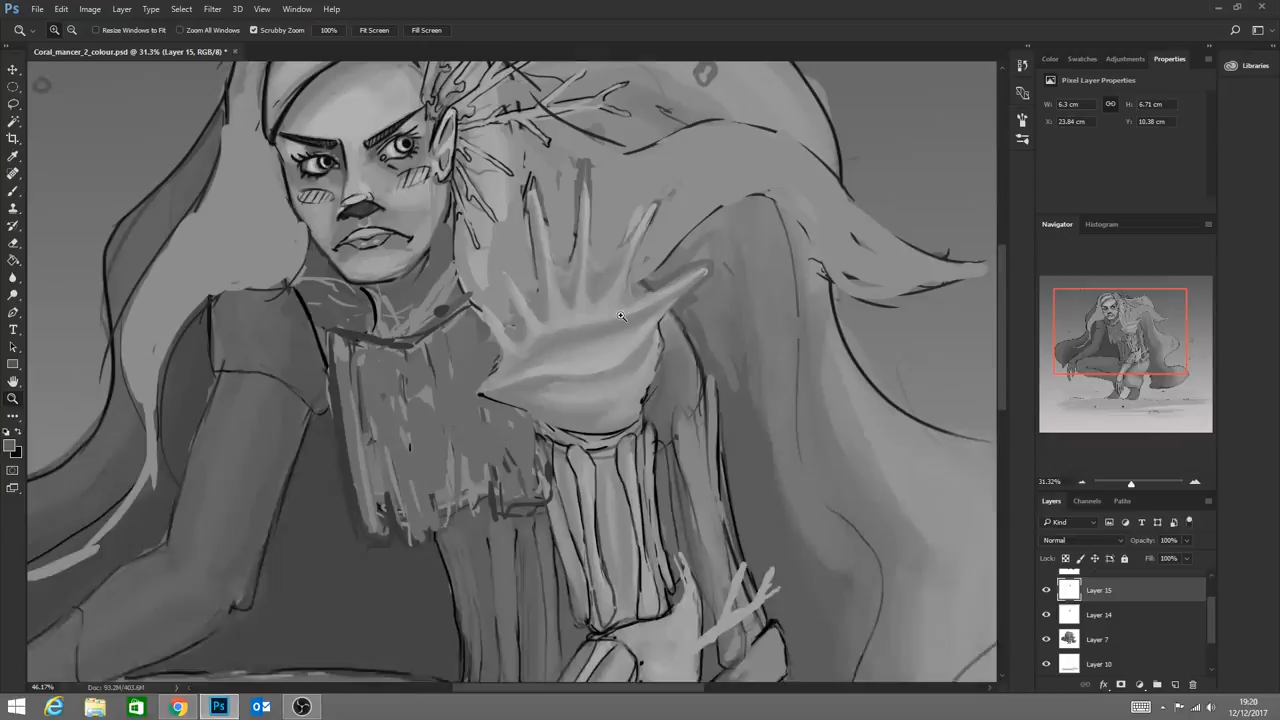 Ps File Edit Image Layer Type Select Filter 3D View Window Help
Resize Windows to Fit Zoom All Windows Scrubby Zoom 100% Fit Screen Fill Screen
Coral_mancer_2_colour.psd @ 31.3% (Layer 15, RGB/8) *
Color Swatches Adjustments Properties
Libraries
Pixel Layer Properties
W: 6.3 cm H: 6.71 cm
X: 23.84 cm Y: 10.38 cm
Navigator Histogram
31.32%
Layers Channels Paths
Kind
Normal Opacity: 100%
Lock: Fill: 100%
Layer 15
Layer 14
Layer 7
Layer 10
46.17% Doc: 93.2M/403.6M
Ps
19:20
12/12/2017